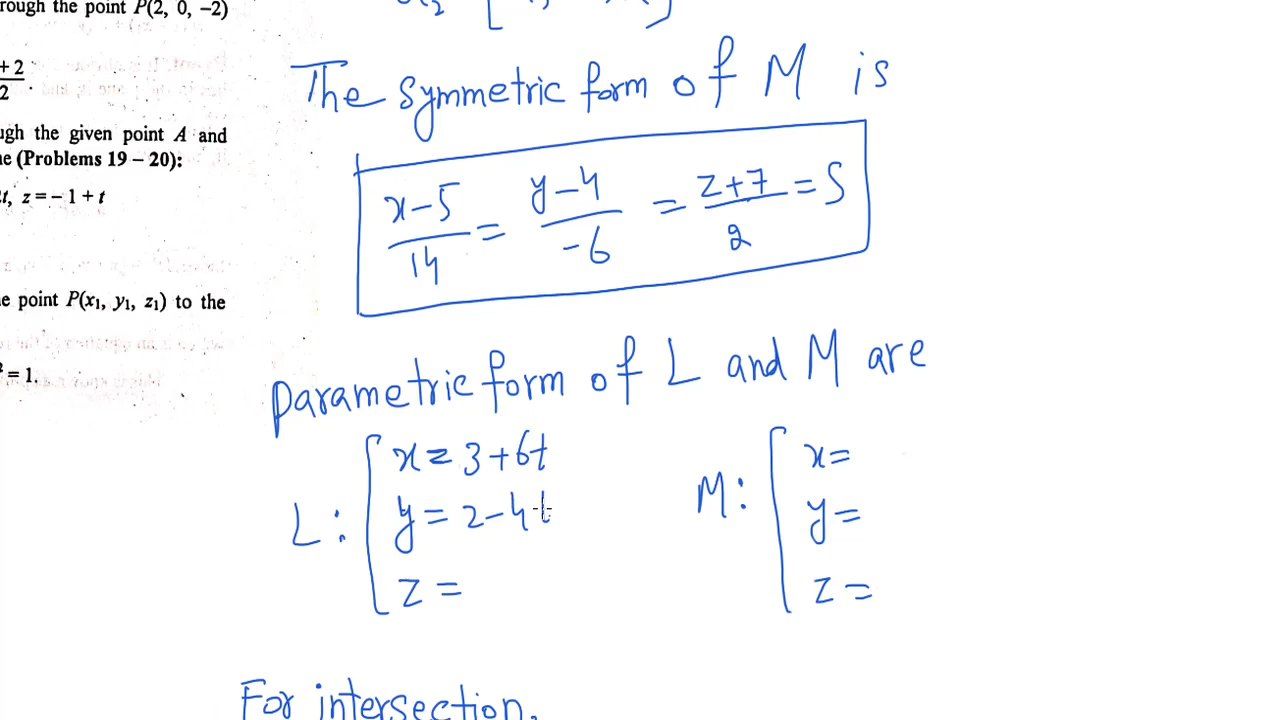 rough the point P(2, 0, −2)
+ 2
2
ugh the given point A and
e (Problems 19 – 20):
t, z = – 1 + t
e point P(x₁, y₁, z₁) to the
² = 1.
The symmetric form of M is
x-5/14 = y-4/-6 = z+7/2 = S
parametric form of L and M are
L: x = 3+6t
y = 2-4t
z =
M: x =
y =
z =
For intersection.